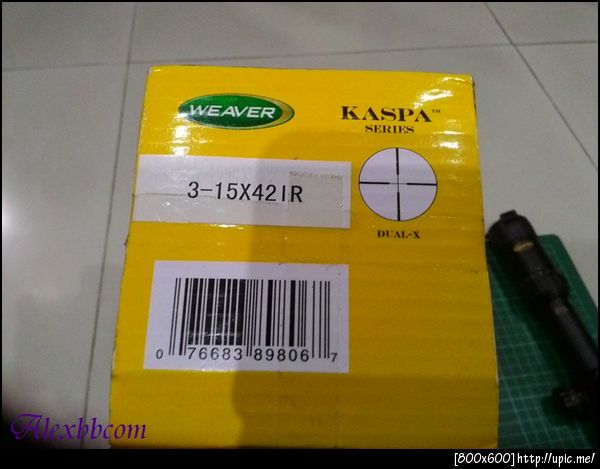 WEAVER
KASPA™
SERIES
3-15X42IR
DUAL-X
0 76683 89806 7
Alexbbcom
[800x600]http://upic.me/